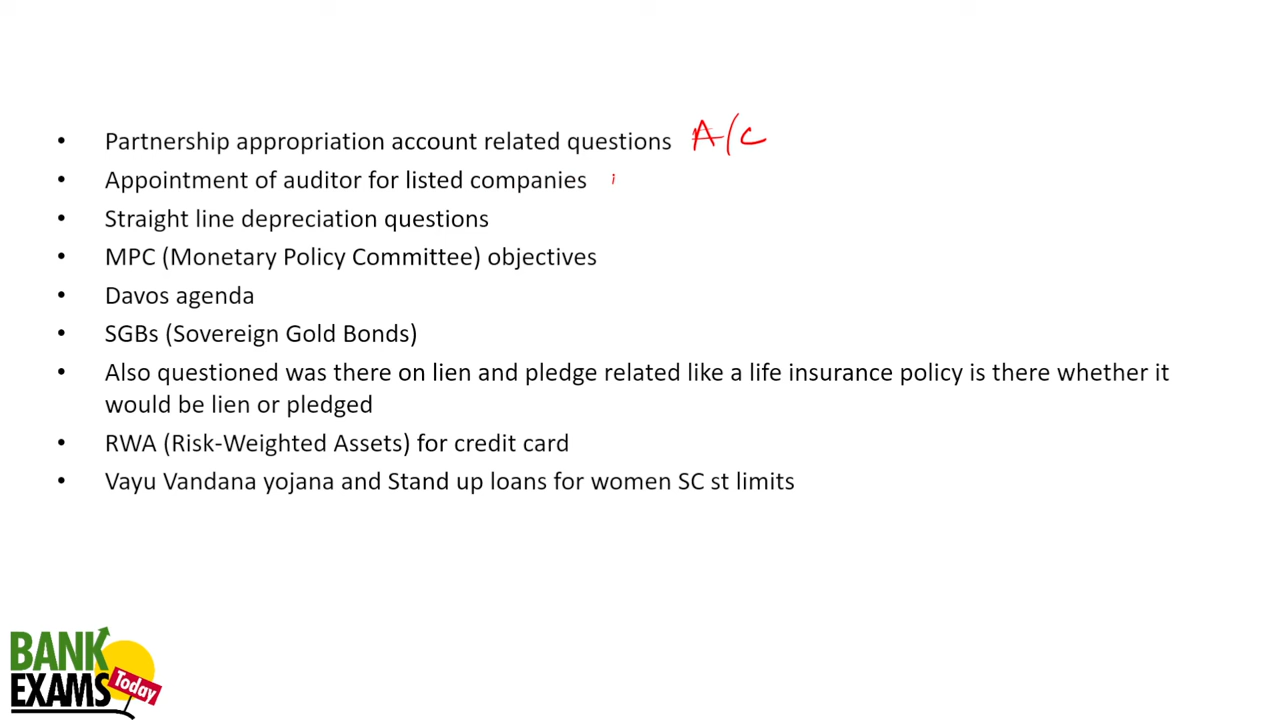 • Partnership appropriation account related questions A/C
• Appointment of auditor for listed companies
• Straight line depreciation questions
• MPC (Monetary Policy Committee) objectives
• Davos agenda
• SGBs (Sovereign Gold Bonds)
• Also questioned was there on lien and pledge related like a life insurance policy is there whether it
would be lien or pledged
• RWA (Risk-Weighted Assets) for credit card
• Vayu Vandana yojana and Stand up loans for women SC st limits
BANK
EXAMS Today